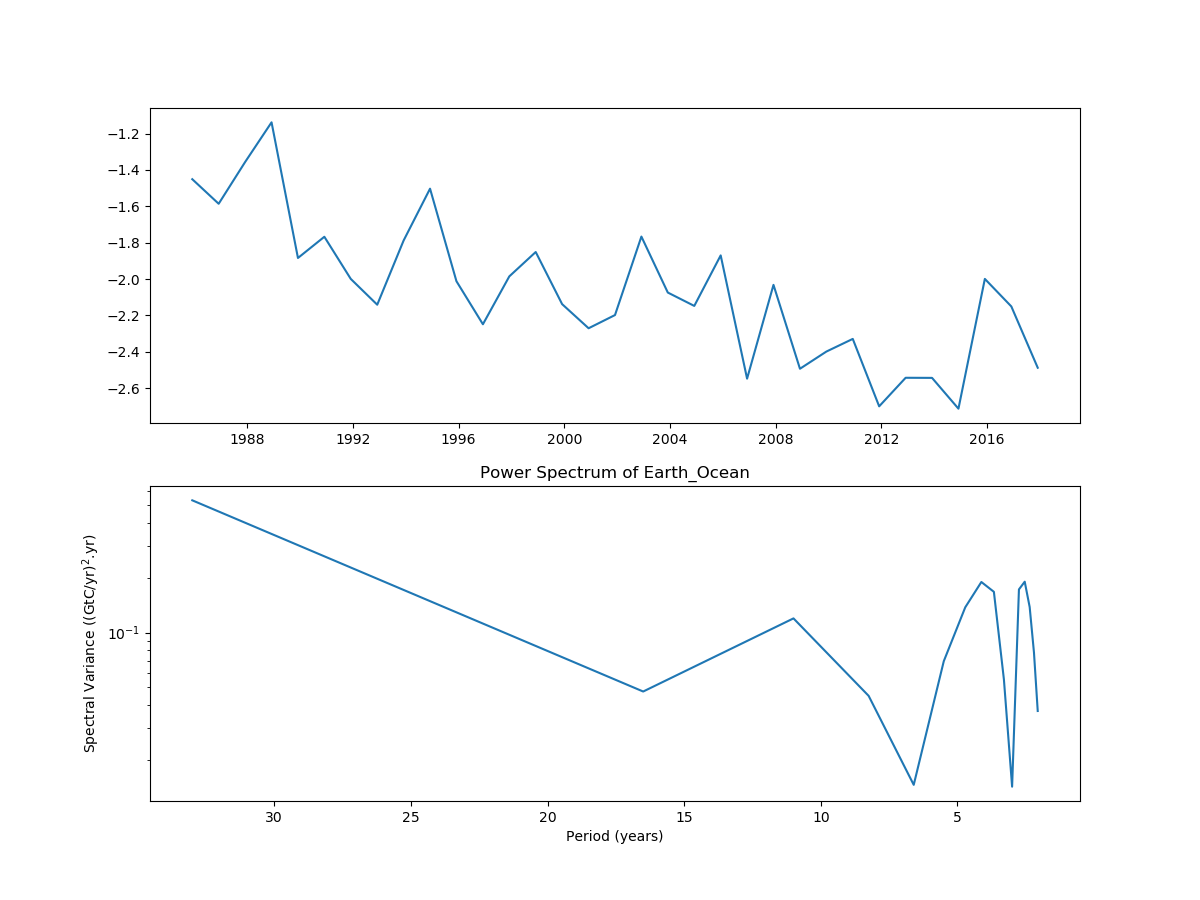 −1.2
−1.4
−1.6
−1.8
−2.0
−2.2
−2.4
−2.6
1988 1992 1996 2000 2004 2008 2012 2016
Power Spectrum of Earth_Ocean
Spectral Variance ((GtC/yr)².yr)
10⁻¹
30 25 20 15 10 5
Period (years)